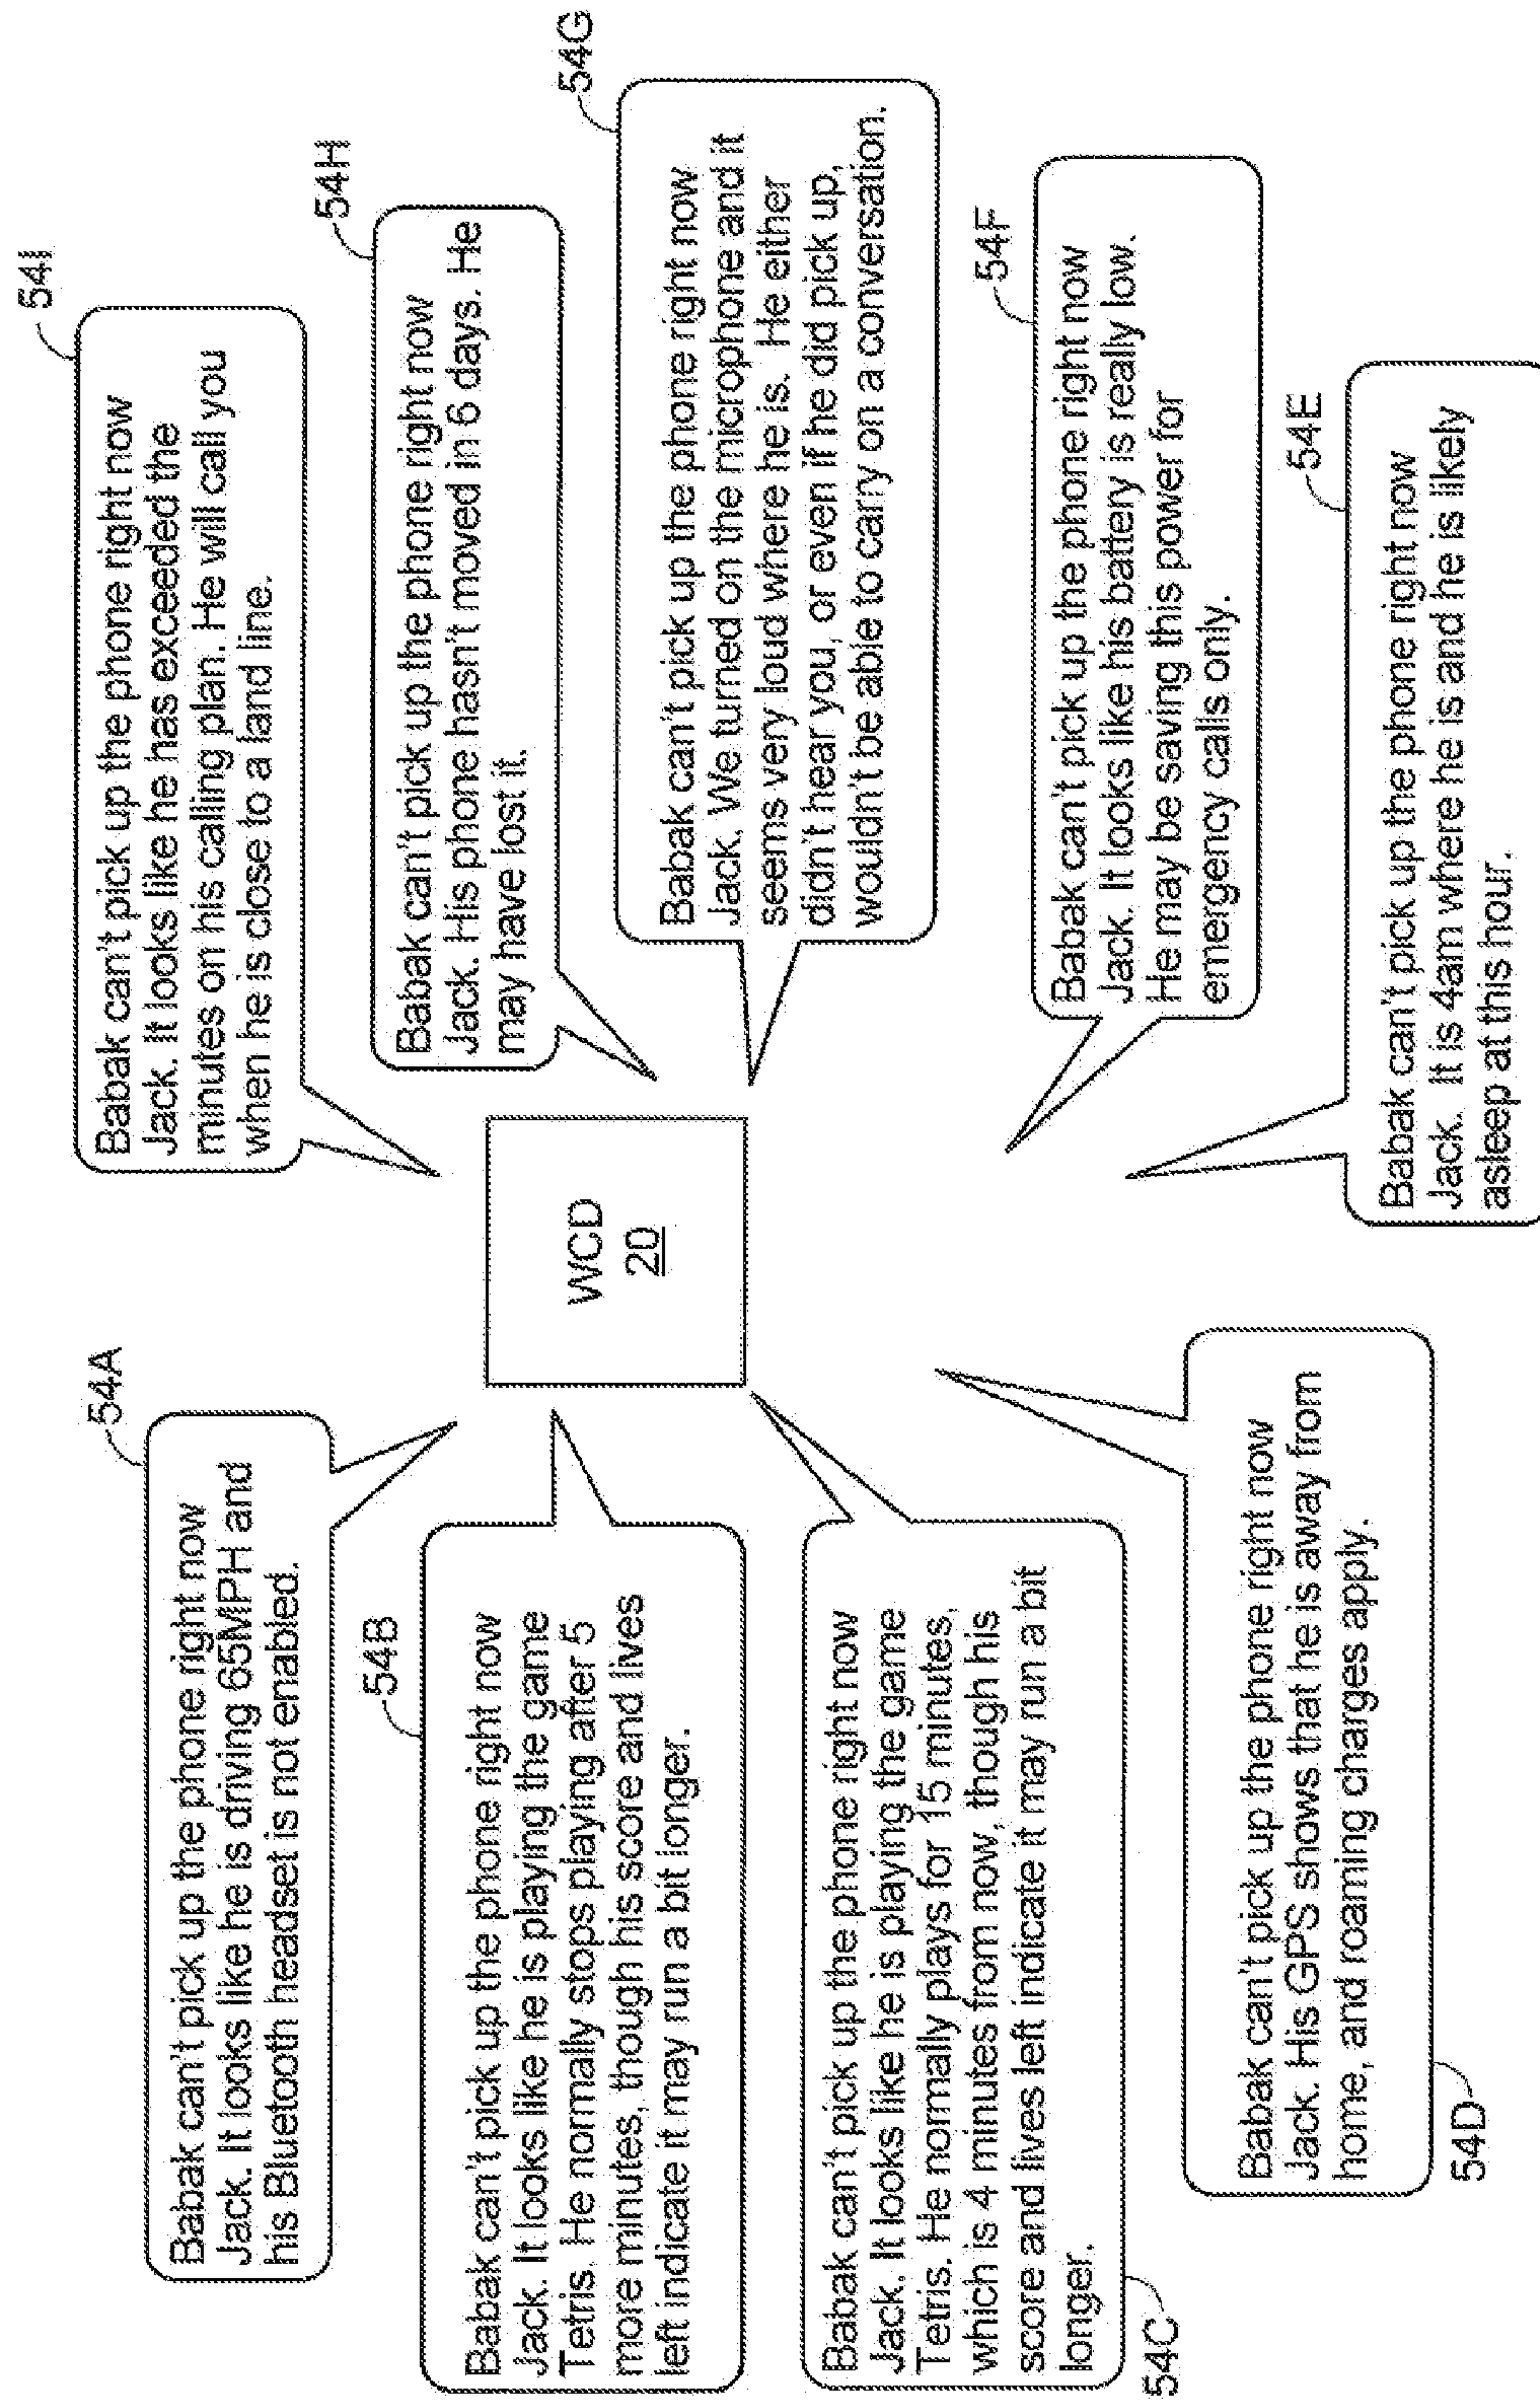 54A
Babak can't pick up the phone right now
Jack. It looks like he is driving 65MPH and
his Bluetooth headset is not enabled.
54B
Babak can't pick up the phone right now
Jack. It looks like he is playing the game
Tetris. He normally stops playing after 5
more minutes, though his score and lives
left indicate it may run a bit longer.
Babak can't pick up the phone right now
Jack. It looks like he is playing the game
Tetris. He normally plays for 15 minutes,
which is 4 minutes from now, though his
score and lives left indicate it may run a bit
longer.
54C
Babak can't pick up the phone right now
Jack. His GPS shows that he is away from
home, and roaming charges apply.
54D
WCD
20
54I
Babak can't pick up the phone right now
Jack. It looks like he has exceeded the
minutes on his calling plan. He will call you
when he is close to a land line.
54H
Babak can't pick up the phone right now
Jack. His phone hasn't moved in 6 days. He
may have lost it.
54G
Babak can't pick up the phone right now
Jack. We turned on the microphone and it
seems very loud where he is.  He either
didn't hear you, or even if he did pick up,
wouldn't be able to carry on a conversation.
54F
Babak can't pick up the phone right now
Jack. It looks like his battery is really low.
He may be saving this power for
emergency calls only.
54E
Babak can't pick up the phone right now
Jack.  It is 4am where he is and he is likely
asleep at this hour.